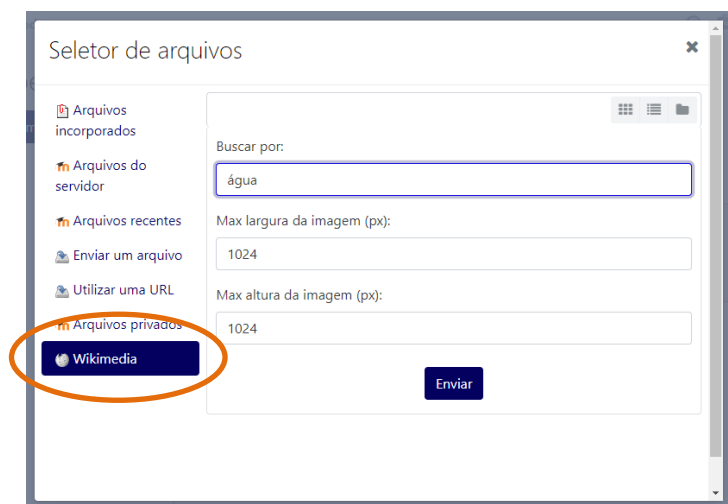 Seletor de arquivos
Arquivos
incorporados
Arquivos do
servidor
Arquivos recentes
Enviar um arquivo
Utilizar uma URL
Arquivos privados
Wikimedia
Buscar por:
água
Max largura da imagem (px):
1024
Max altura da imagem (px):
1024
Enviar